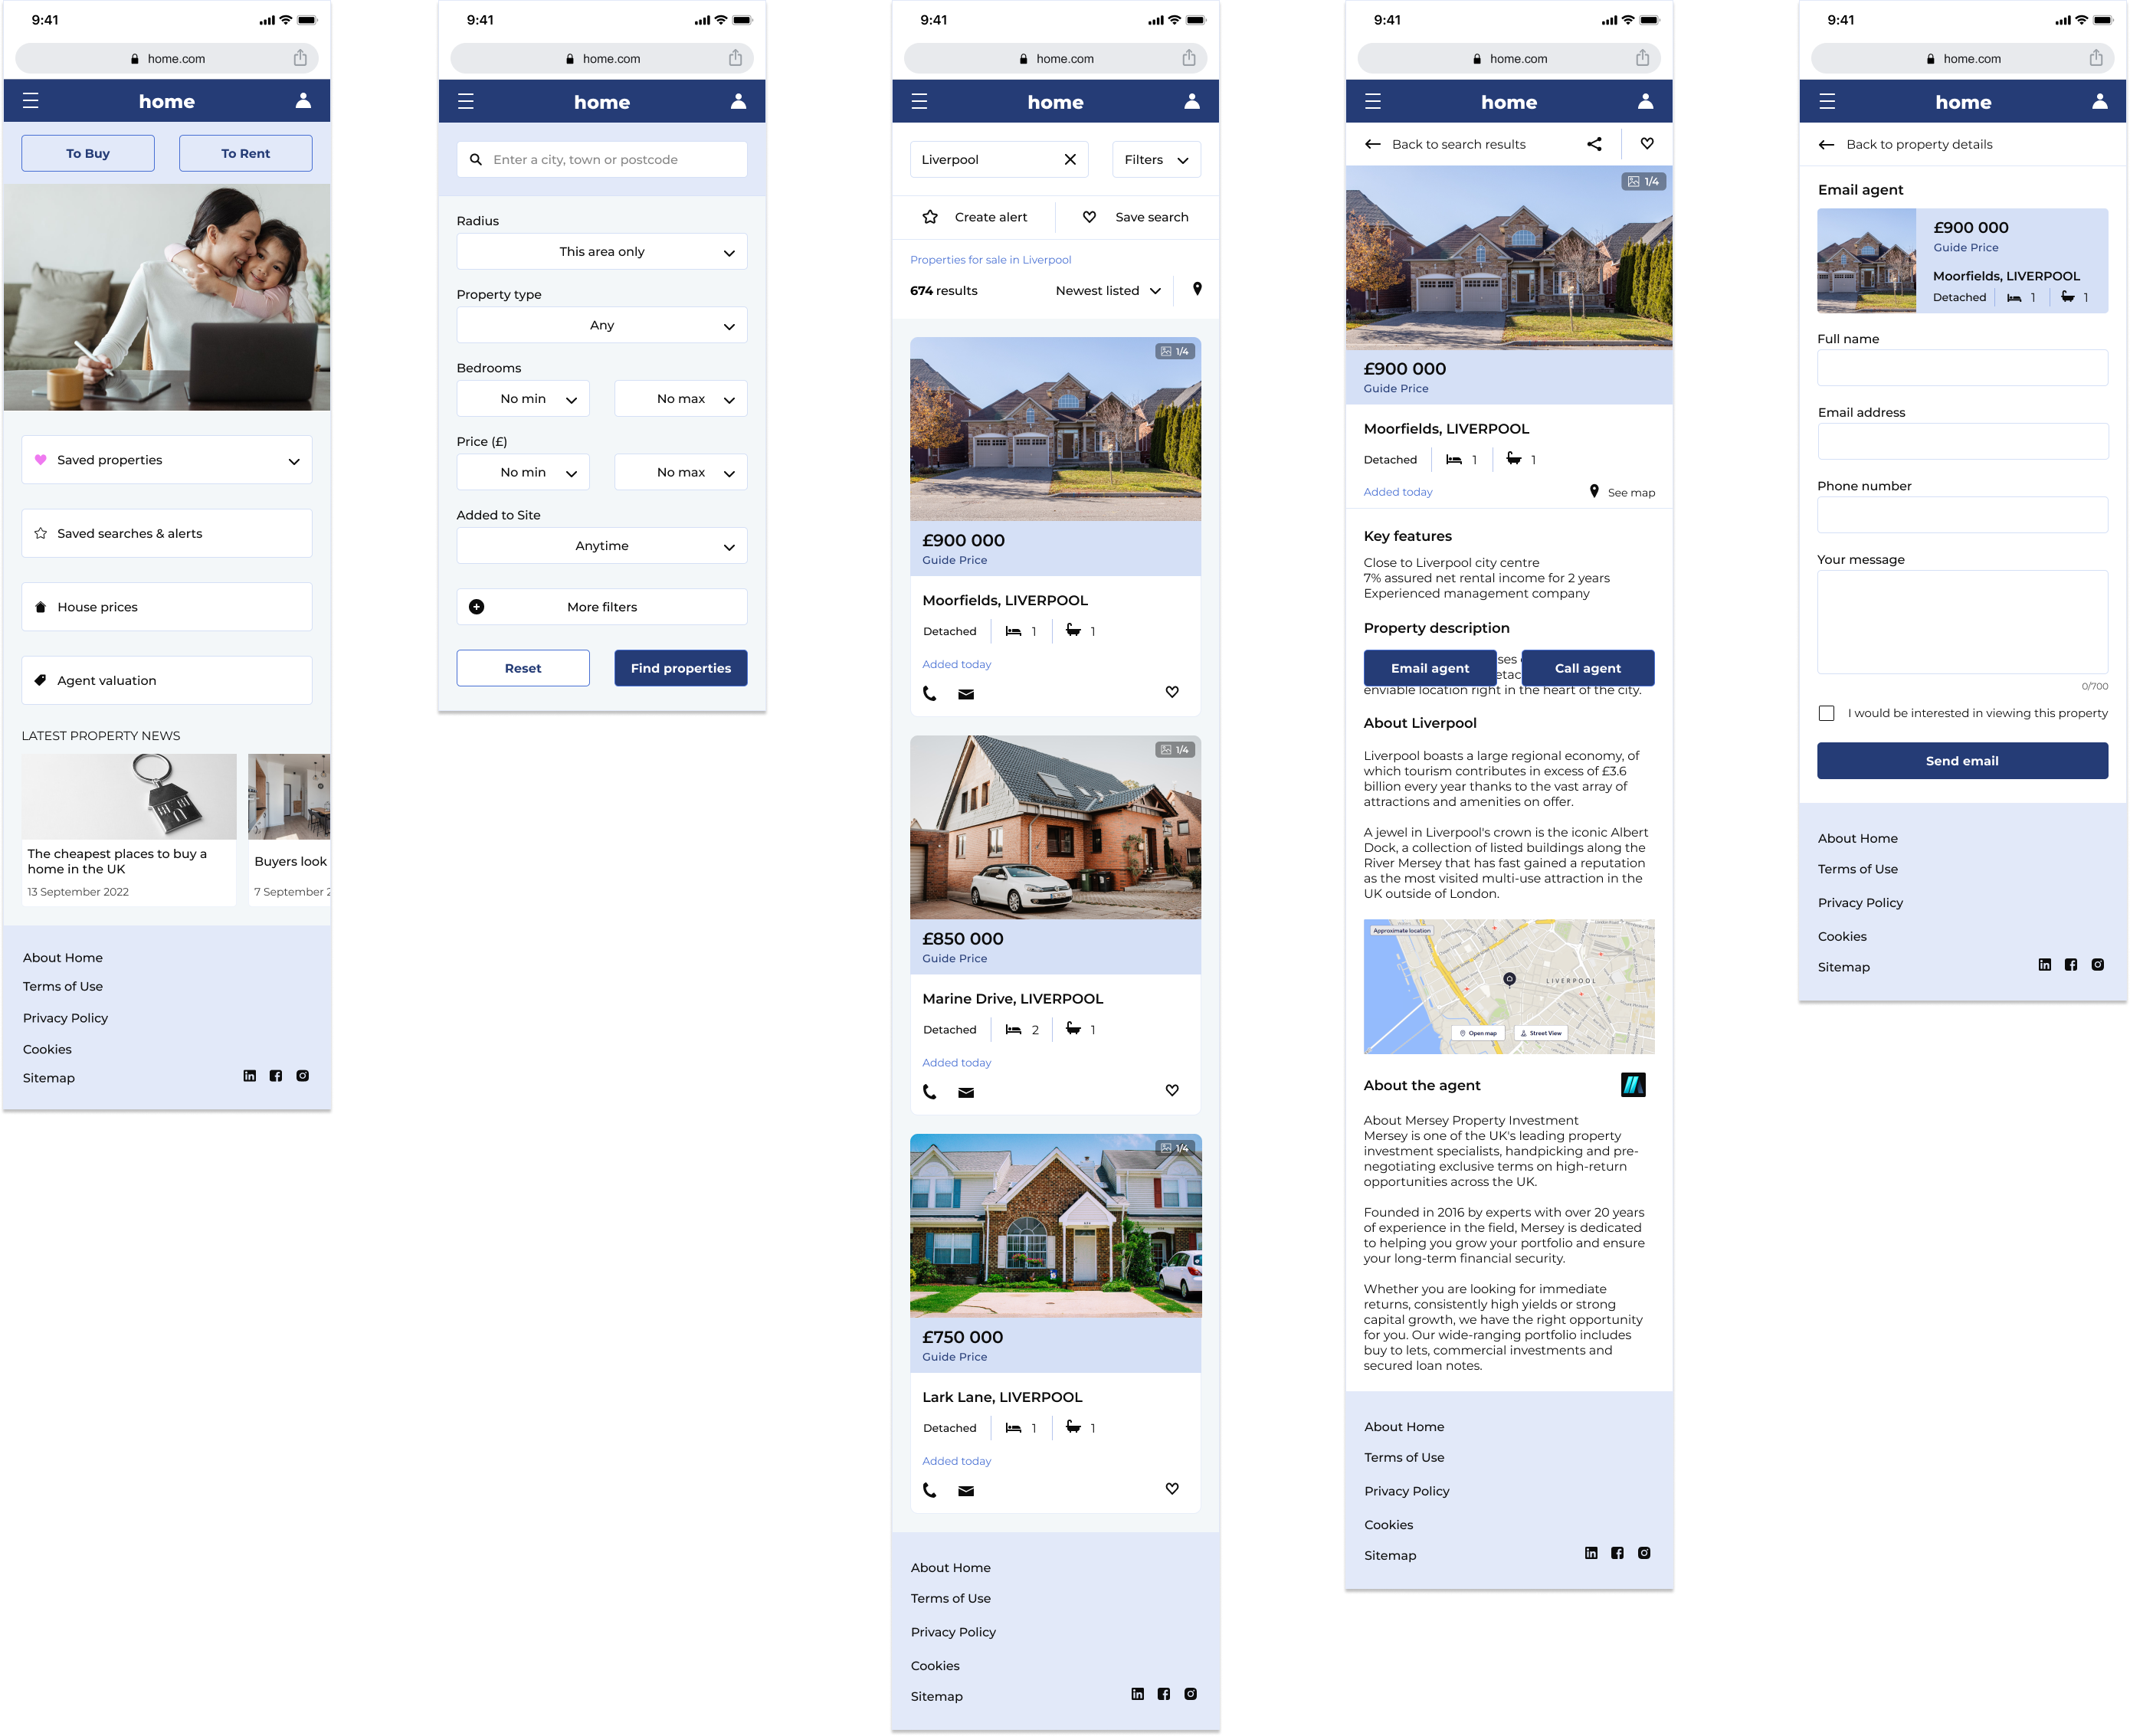 9:41
home.com
home
To Buy
To Rent
Saved properties
Saved searches & alerts
House prices
Agent valuation
LATEST PROPERTY NEWS
The cheapest places to buy a
home in the UK
13 September 2022
Buyers look
7 September
About Home
Terms of Use
Privacy Policy
Cookies
Sitemap
9:41
home.com
home
Enter a city, town or postcode
Radius
This area only
Property type
Any
Bedrooms
No min
No max
Price (£)
No min
No max
Added to Site
Anytime
More filters
Reset
Find properties
9:41
home.com
home
Liverpool
Filters
Create alert
Save search
Properties for sale in Liverpool
674 results
Newest listed
1/4
£900 000
Guide Price
Moorfields, LIVERPOOL
Detached 1 1
Added today
1/4
£850 000
Guide Price
Marine Drive, LIVERPOOL
Detached 2 1
Added today
1/4
£750 000
Guide Price
Lark Lane, LIVERPOOL
Detached 1 1
Added today
About Home
Terms of Use
Privacy Policy
Cookies
Sitemap
9:41
home.com
home
Back to search results
1/4
£900 000
Guide Price
Moorfields, LIVERPOOL
Detached 1 1
Added today
See map
Key features
Close to Liverpool city centre
7% assured net rental income for 2 years
Experienced management company
Property description
Email agent
Call agent
enviable location right in the heart of the city.
About Liverpool
Liverpool boasts a large regional economy, of
which tourism contributes in excess of £3.6
billion every year thanks to the vast array of
attractions and amenities on offer.
A jewel in Liverpool's crown is the iconic Albert
Dock, a collection of listed buildings along the
River Mersey that has fast gained a reputation
as the most visited multi-use attraction in the
UK outside of London.
Approximate location
LIVERPOOL
Open map
Street View
About the agent
About Mersey Property Investment
Mersey is one of the UK's leading property
investment specialists, handpicking and pre-
negotiating exclusive terms on high-return
opportunities across the UK.
Founded in 2016 by experts with over 20 years
of experience in the field, Mersey is dedicated
to helping you grow your portfolio and ensure
your long-term financial security.
Whether you are looking for immediate
returns, consistently high yields or strong
capital growth, we have the right opportunity
for you. Our wide-ranging portfolio includes
buy to lets, commercial investments and
secured loan notes.
About Home
Terms of Use
Privacy Policy
Cookies
Sitemap
9:41
home.com
home
Back to property details
Email agent
£900 000
Guide Price
Moorfields, LIVERPOOL
Detached 1 1
Full name
Email address
Phone number
Your message
0/700
I would be interested in viewing this property
Send email
About Home
Terms of Use
Privacy Policy
Cookies
Sitemap